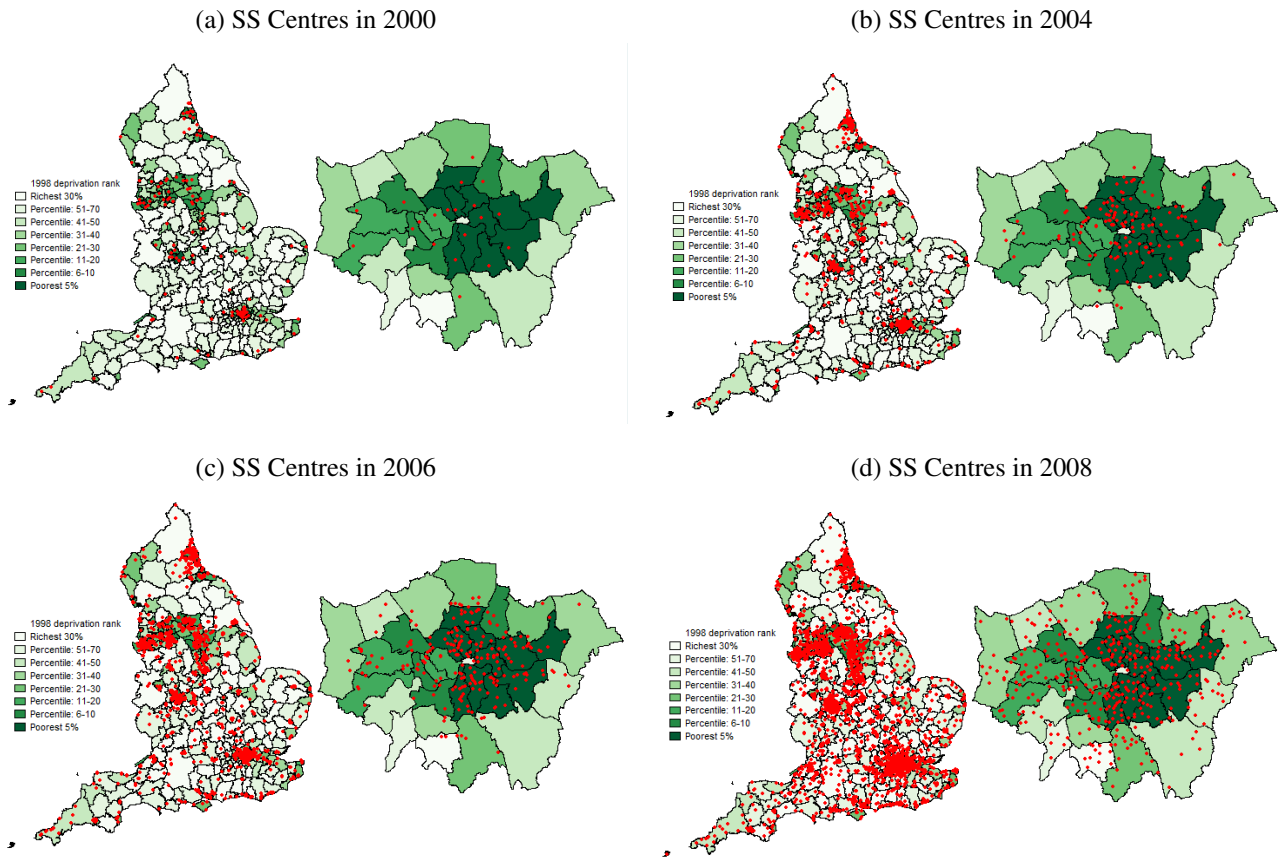 (a) SS Centres in 2000
1998 deprivation rank
Richest 30%
Percentile: 51-70
Percentile: 41-50
Percentile: 31-40
Percentile: 21-30
Percentile: 11-20
Percentile: 6-10
Poorest 5%
(b) SS Centres in 2004
1998 deprivation rank
Richest 30%
Percentile: 51-70
Percentile: 41-50
Percentile: 31-40
Percentile: 21-30
Percentile: 11-20
Percentile: 6-10
Poorest 5%
(c) SS Centres in 2006
1998 deprivation rank
Richest 30%
Percentile: 51-70
Percentile: 41-50
Percentile: 31-40
Percentile: 21-30
Percentile: 11-20
Percentile: 6-10
Poorest 5%
(d) SS Centres in 2008
1998 deprivation rank
Richest 30%
Percentile: 51-70
Percentile: 41-50
Percentile: 31-40
Percentile: 21-30
Percentile: 11-20
Percentile: 6-10
Poorest 5%